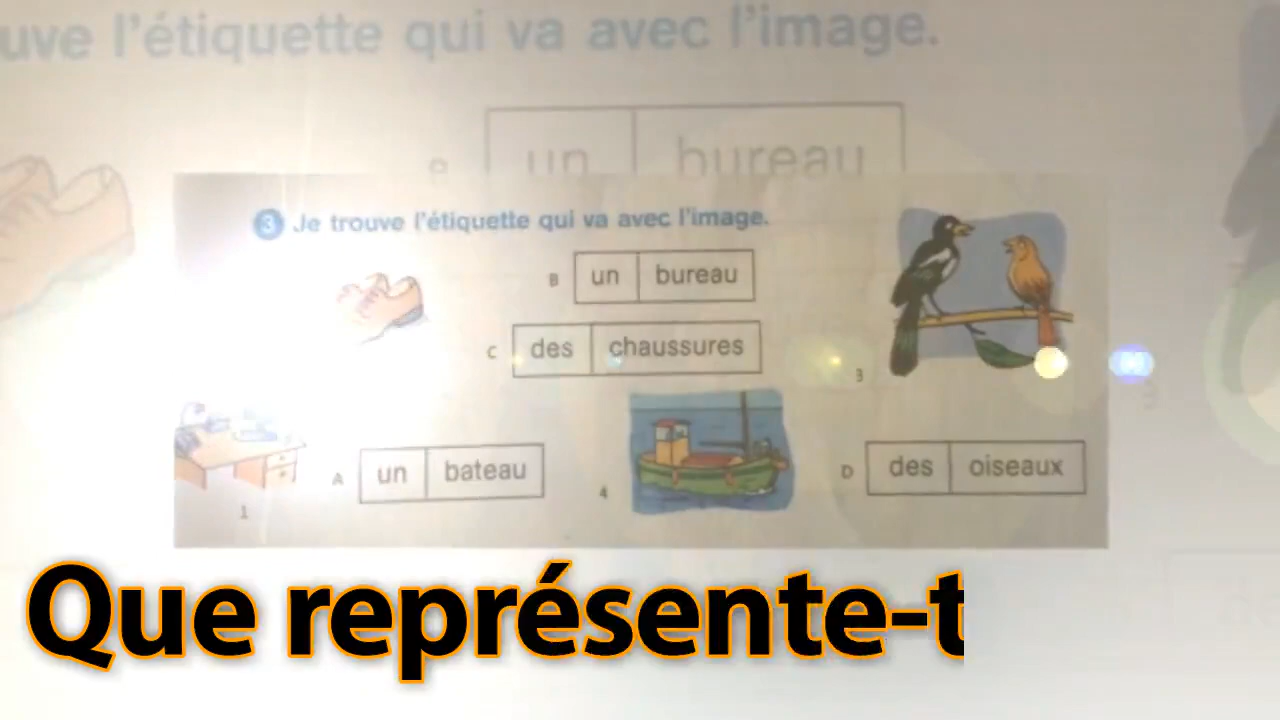 uve l'étiquette qui va avec l'image.
un bureau
3 Je trouve l'étiquette qui va avec l'image.
B un bureau
C des chaussures
3
A un bateau
4
D des oiseaux
1
Que représente-t